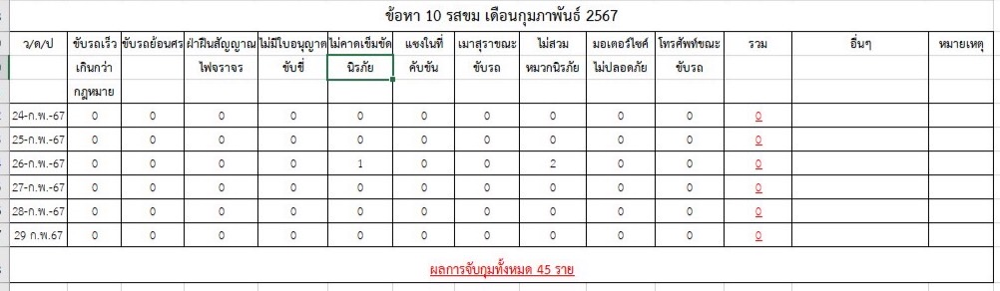 ข้อหา 10 รสขม เดือนกุมภาพันธ์ 2567
ว/ด/ป ขับรถเร็ว ขับรถย้อนศร ฝ่าฝืนสัญญาณ ไม่มีใบอนุญาต ไม่คาดเข็มขัด แซงในที่ เมาสุราขณะ ไม่สวม มอเตอร์ไซค์ โทรศัพท์ขณะ รวม อื่นๆ หมายเหตุ
เกินกว่า ไฟจราจร ขับขี่ นิรภัย คับขัน ขับรถ หมวกนิรภัย ไม่ปลอดภัย ขับรถ
กฎหมาย
24-ก.พ.-67 0 0 0 0 0 0 0 0 0 0 0
25-ก.พ.-67 0 0 0 0 0 0 0 0 0 0 0
26-ก.พ.-67 0 0 0 0 1 0 0 2 0 0 0
27-ก.พ.-67 0 0 0 0 0 0 0 0 0 0 0
28-ก.พ.-67 0 0 0 0 0 0 0 0 0 0 0
29 ก.พ.67 0 0 0 0 0 0 0 0 0 0 0
ผลการจับกุมทั้งหมด 45 ราย